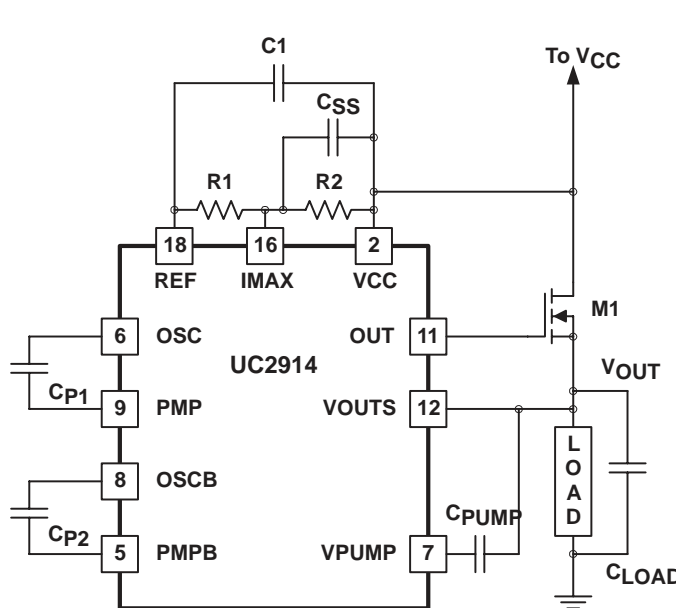 C1
To VCC
CSS
R1
R2
18
16
2
REF
IMAX
VCC
M1
6
OSC
OUT
11
UC2914
VOUT
CP1
9
PMP
VOUTS
12
LOAD
8
OSCB
CPUMP
CP2
5
PMPB
VPUMP
7
CLOAD